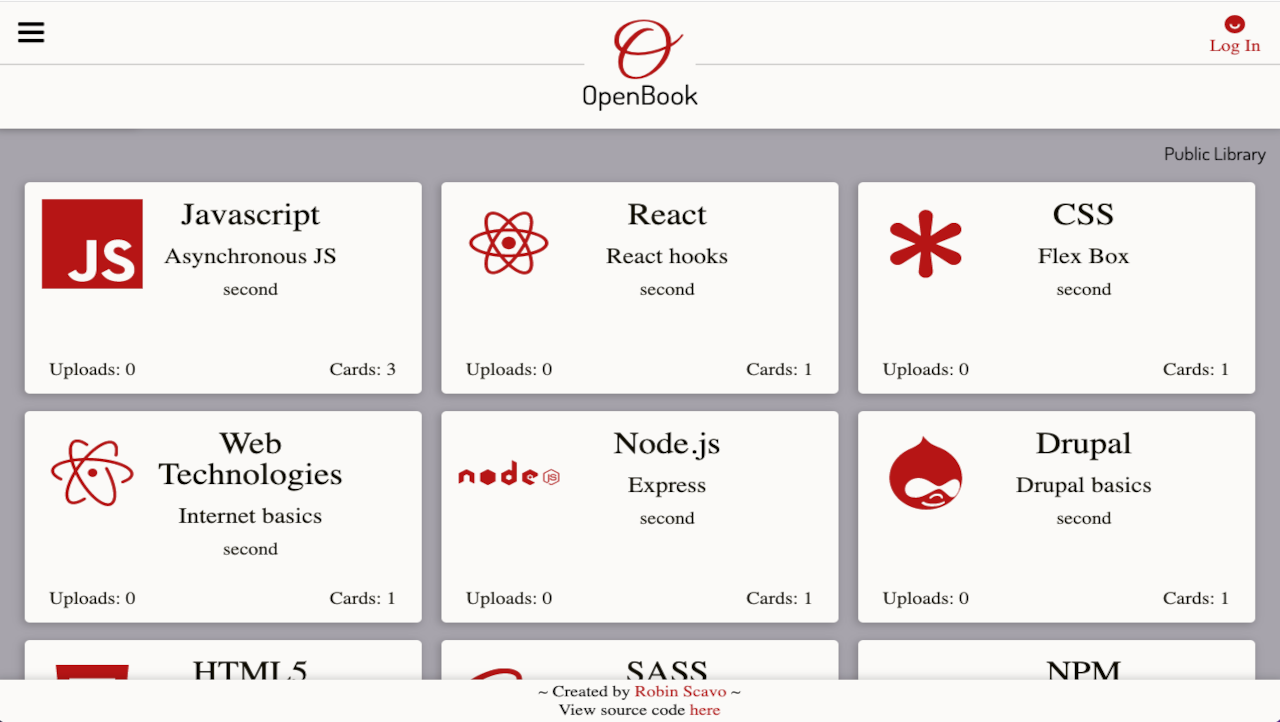 Log In
OpenBook
Public Library
JS
Javascript
Asynchronous JS
second
Uploads: 0
Cards: 3
React
React hooks
second
Uploads: 0
Cards: 1
CSS
Flex Box
second
Uploads: 0
Cards: 1
Web
Technologies
Internet basics
second
Uploads: 0
Cards: 1
node JS
Node.js
Express
second
Uploads: 0
Cards: 1
Drupal
Drupal basics
second
Uploads: 0
Cards: 1
HTML5
SASS
NPM
~ Created by Robin Scavo ~
View source code here